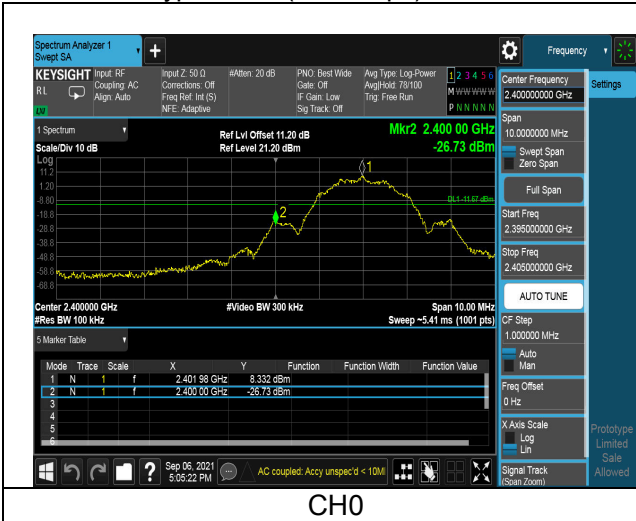 Spectrum Analyzer 1
Swept SA
Frequency
KEYSIGHT
R L
LW
Input: RF
Coupling: AC
Align: Auto
Input Z: 50 Ω
Corrections: Off
Freq Ref: Int (S)
NFE: Adaptive
#Atten: 20 dB
PNO: Best Wide
Gate: Off
IF Gain: Low
Sig Track: Off
Avg Type: Log-Power
Avg|Hold: 78/100
Trig: Free Run
1 2 3 4 5 6
M W W W W W
P N N N N N
1 Spectrum
Scale/Div 10 dB
Log
Ref Lvl Offset 11.20 dB
Ref Level 21.20 dBm
Mkr2 2.400 00 GHz
-26.73 dBm
11.2
1.20
-8.80
-18.8
-28.8
-38.8
-48.8
-58.8
-68.8
1
2
DL1 -11.67 dBm
Center 2.400000 GHz
#Res BW 100 kHz
#Video BW 300 kHz
Span 10.00 MHz
Sweep ~5.41 ms (1001 pts)
5 Marker Table
Mode Trace Scale X Y Function Function Width Function Value
1 N 1 f 2.401 98 GHz 8.332 dBm
2 N 1 f 2.400 00 GHz -26.73 dBm
3
4
5
6
Center Frequency
2.400000000 GHz
Settings
Span
10.0000000 MHz
Swept Span
Zero Span
Full Span
Start Freq
2.395000000 GHz
Stop Freq
2.405000000 GHz
AUTO TUNE
CF Step
1.000000 MHz
Auto
Man
Freq Offset
0 Hz
X Axis Scale
Log
Lin
Signal Track
(Span Zoom)
Prototype
Limited
Sale
Allowed
?
Sep 06, 2021
5:05:22 PM
AC coupled: Accy unspec'd < 10M
CH0